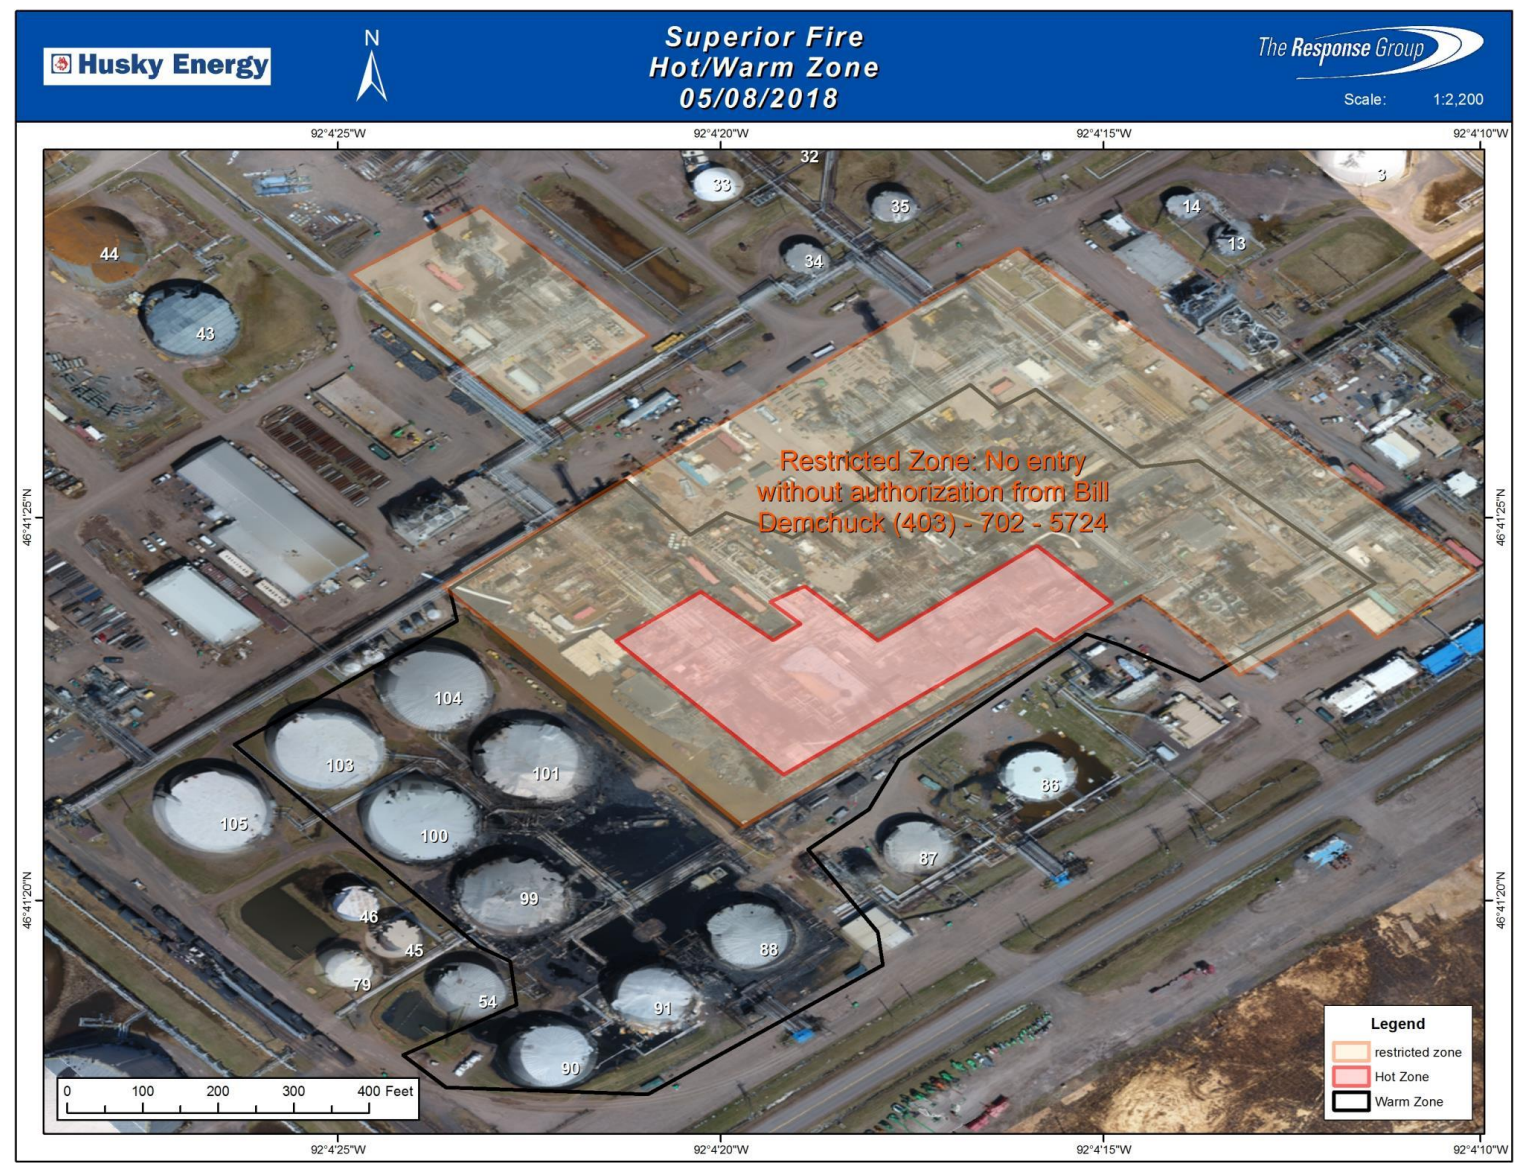 Husky Energy
N
Superior Fire
Hot/Warm Zone
05/08/2018
The Response Group
Scale: 1:2,200
92°4'25"W 92°4'20"W 92°4'15"W 92°4'10"W
32
33
3
35
14
13
44
34
43
Restricted Zone: No entry
without authorization from Bill
Dernchuck (403) - 702 - 5724
46°41'25"N
46°41'25"N
104
103
101
86
105
100
87
99
46
45
88
79
54
91
90
46°41'20"N
46°41'20"N
Legend
restricted zone
Hot Zone
Warm Zone
0 100 200 300 400 Feet
92°4'25"W 92°4'20"W 92°4'15"W 92°4'10"W